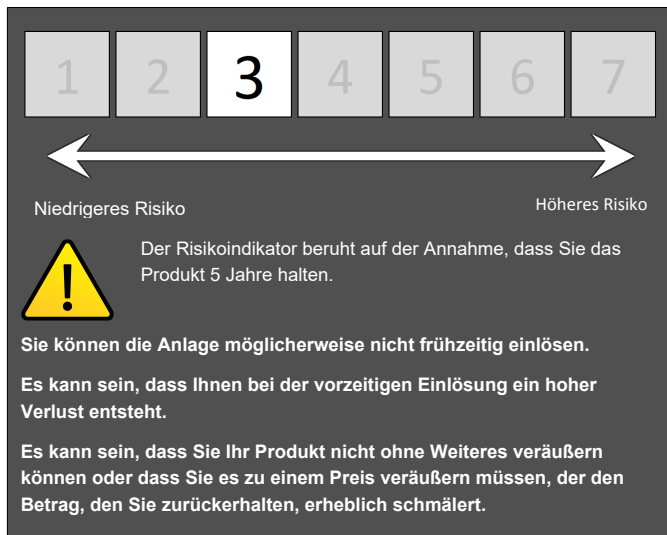 1 2 3 4 5 6 7
Niedrigeres Risiko Höheres Risiko
!
Der Risikoindikator beruht auf der Annahme, dass Sie das
Produkt 5 Jahre halten.
Sie können die Anlage möglicherweise nicht frühzeitig einlösen.
Es kann sein, dass Ihnen bei der vorzeitigen Einlösung ein hoher
Verlust entsteht.
Es kann sein, dass Sie Ihr Produkt nicht ohne Weiteres veräußern
können oder dass Sie es zu einem Preis veräußern müssen, der den
Betrag, den Sie zurückerhalten, erheblich schmälert.